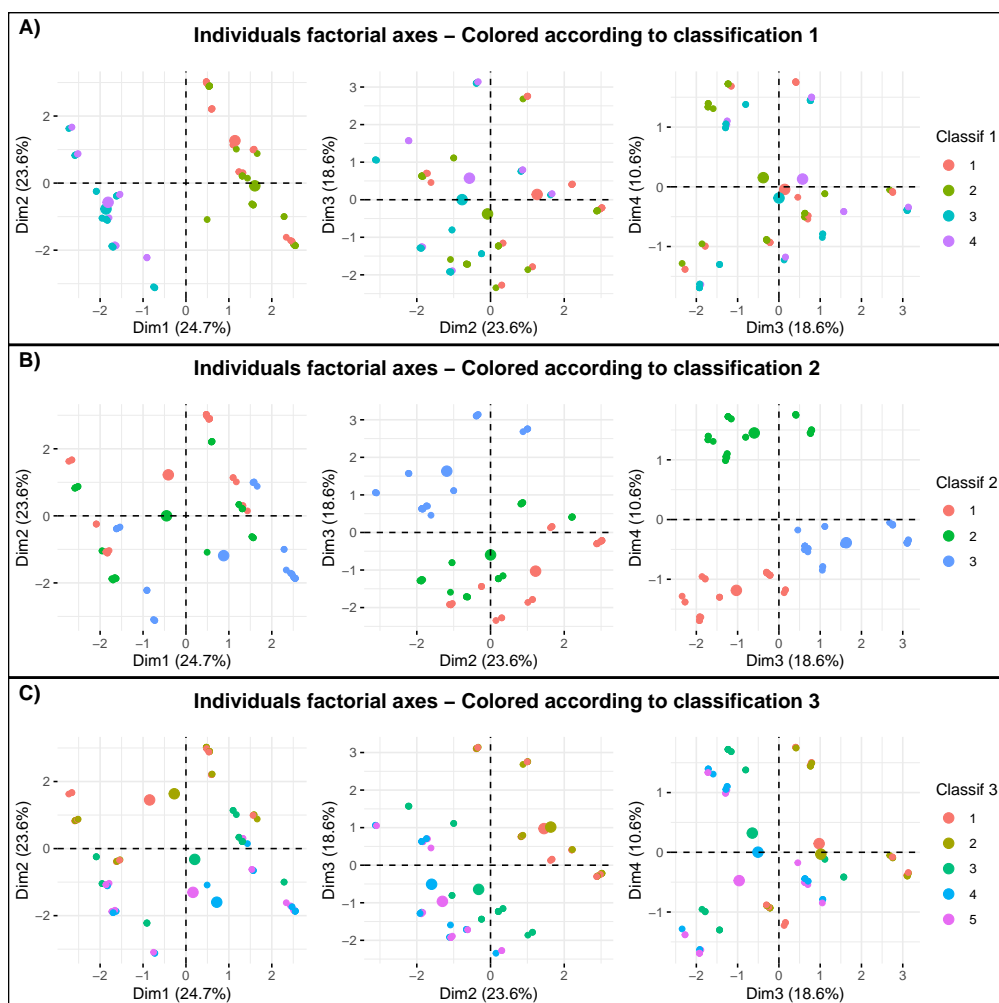 A)
Individuals factorial axes – Colored according to classification 1
Dim2 (23.6%)
2
0
−2
−2 −1 0 1 2
Dim1 (24.7%)
Dim3 (18.6%)
3
2
1
0
−1
−2
−2 0 2
Dim2 (23.6%)
Dim4 (10.6%)
1
0
−1
−2 −1 0 1 2 3
Dim3 (18.6%)
Classif 1
1
2
3
4
B)
Individuals factorial axes – Colored according to classification 2
Dim2 (23.6%)
2
0
−2
−2 −1 0 1 2
Dim1 (24.7%)
Dim3 (18.6%)
3
2
1
0
−1
−2
−2 0 2
Dim2 (23.6%)
Dim4 (10.6%)
1
0
−1
−2 −1 0 1 2 3
Dim3 (18.6%)
Classif 2
1
2
3
C)
Individuals factorial axes – Colored according to classification 3
Dim2 (23.6%)
2
0
−2
−2 −1 0 1 2
Dim1 (24.7%)
Dim3 (18.6%)
3
2
1
0
−1
−2
−2 0 2
Dim2 (23.6%)
Dim4 (10.6%)
1
0
−1
−2 −1 0 1 2 3
Dim3 (18.6%)
Classif 3
1
2
3
4
5